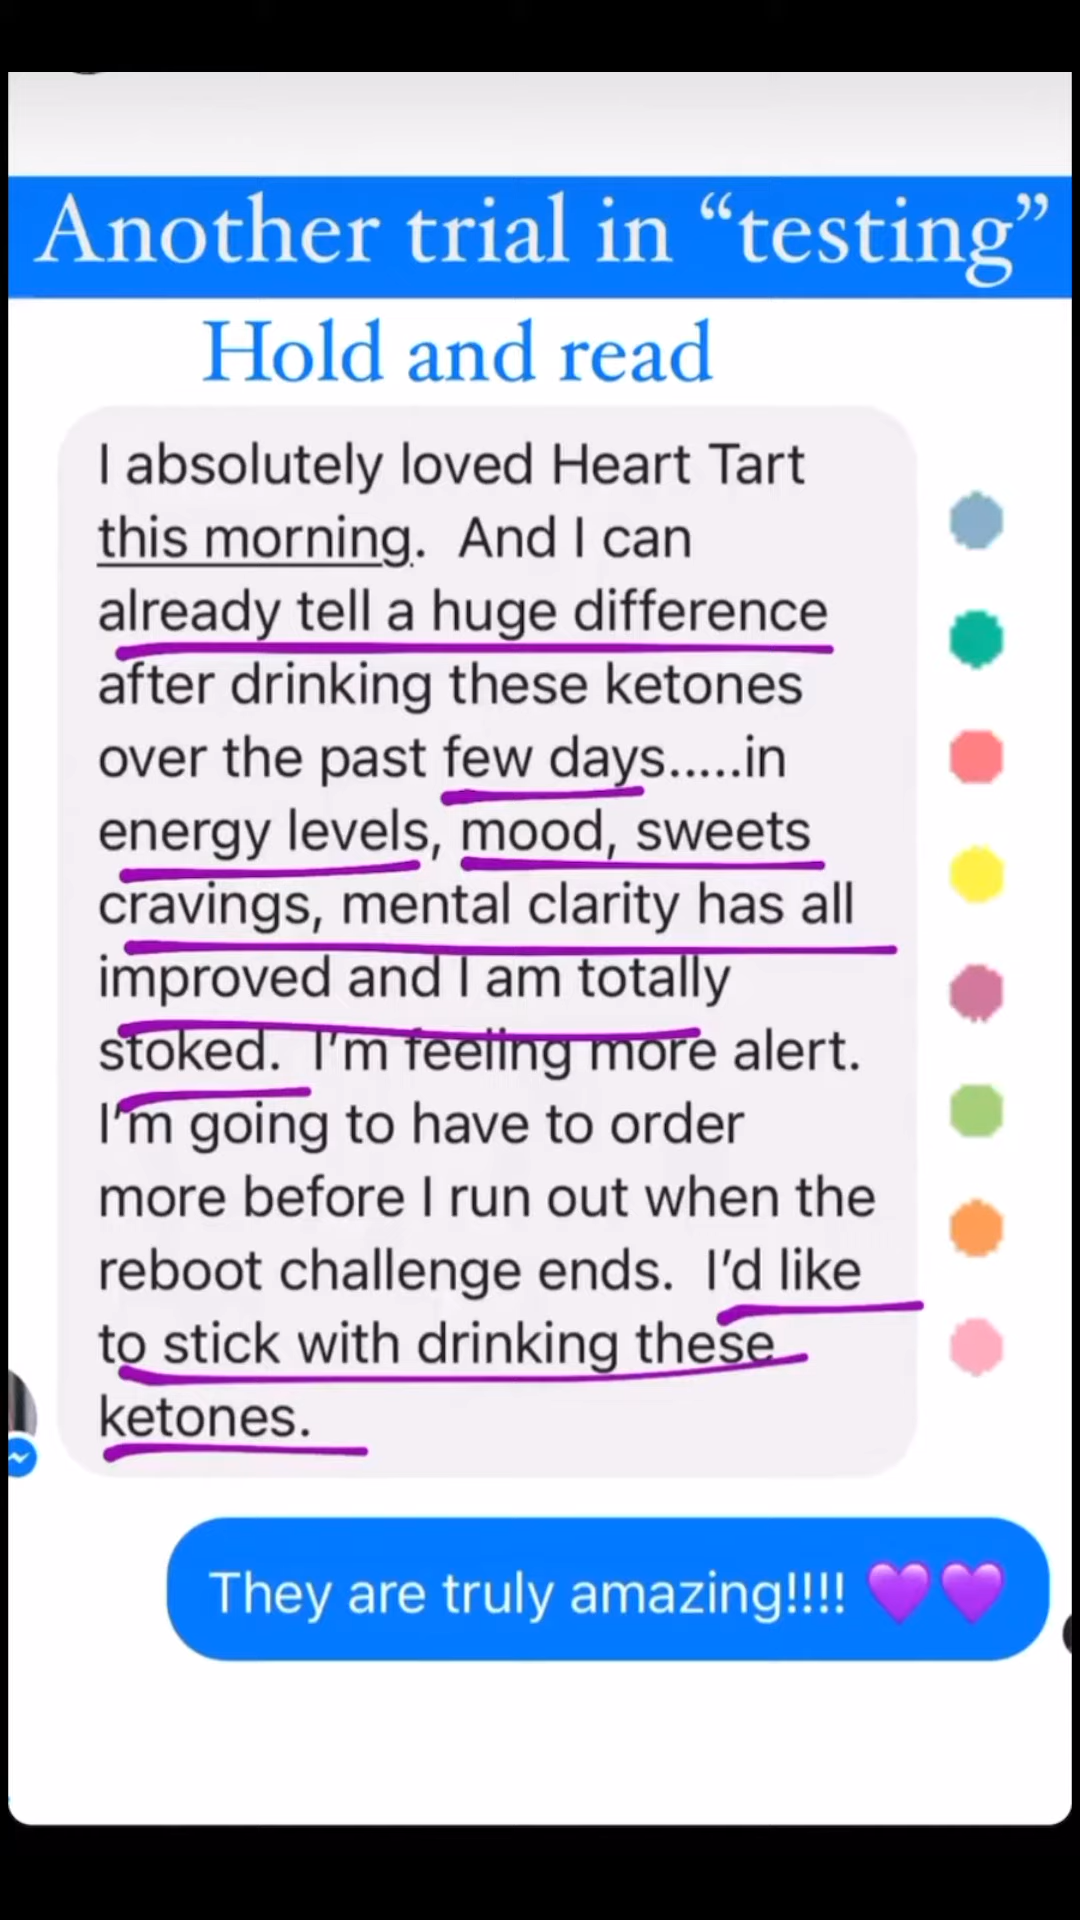 Another trial in “testing”
Hold and read
I absolutely loved Heart Tart
this morning.  And I can
already tell a huge difference
after drinking these ketones
over the past few days.....in
energy levels, mood, sweets
cravings, mental clarity has all
improved and I am totally
stoked.  I’m feeling more alert.
I’m going to have to order
more before I run out when the
reboot challenge ends.  I’d like
to stick with drinking these
ketones.
They are truly amazing!!!! 💜💜